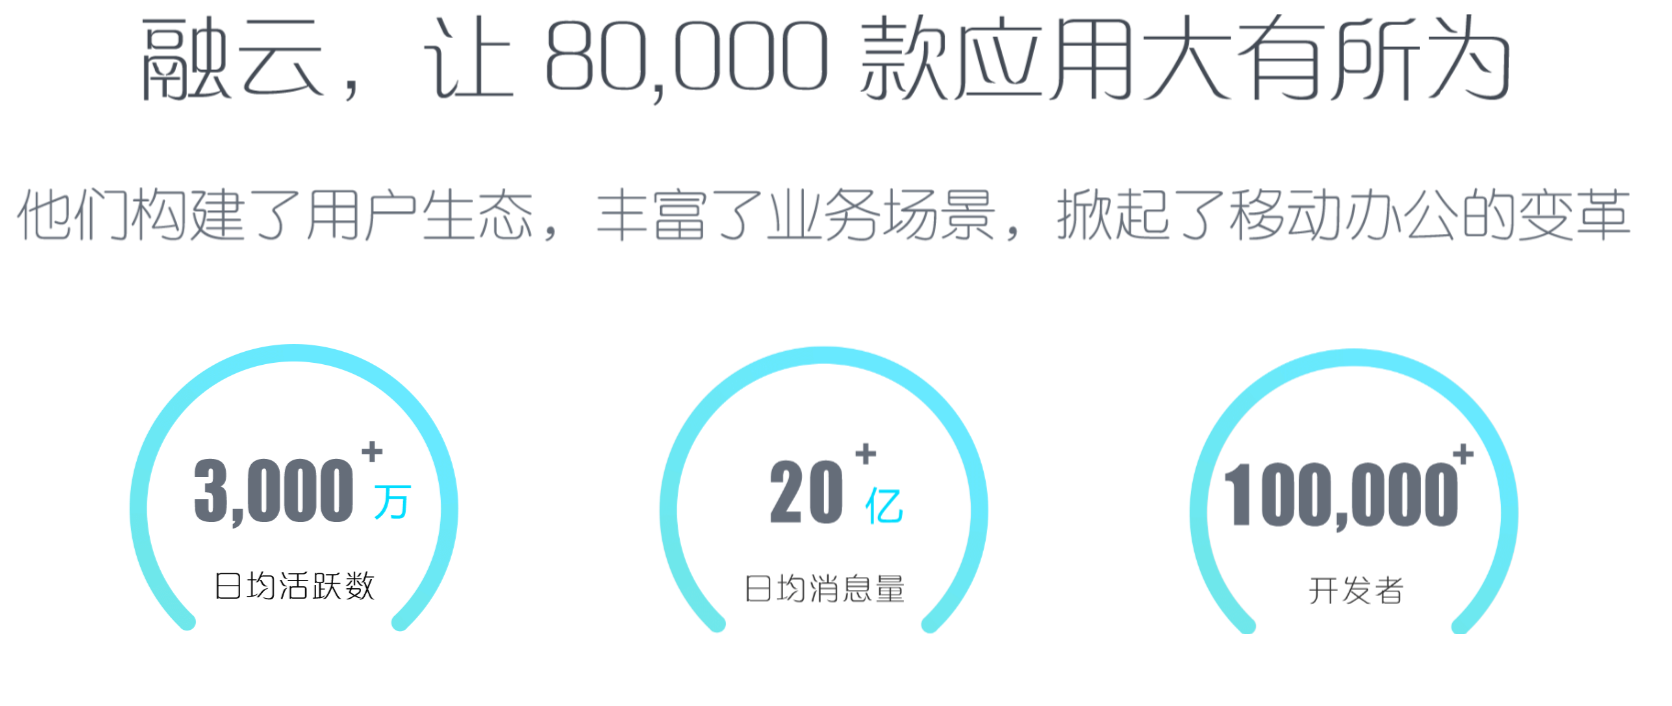 融云，让 80,000 款应用大有所为
他们构建了用户生态，丰富了业务场景，掀起了移动办公的变革
3,000+万
日均活跃数
20+亿
日均消息量
100,000+
开发者